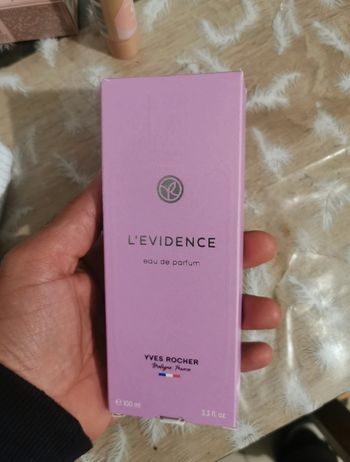 L'EVIDENCE
eau de parfum
YVES ROCHER
Bretagne, France
℮ 100 ml 3.3 fl. oz